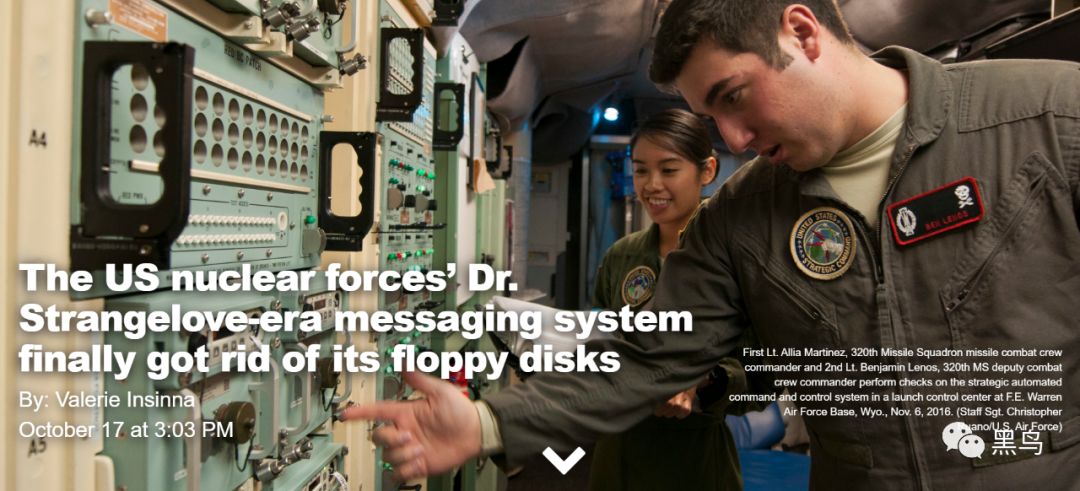 A4
The US nuclear forces’ Dr.
Strangelove-era messaging system
finally got rid of its floppy disks
By: Valerie Insinna
October 17 at 3:03 PM
A5
First Lt. Allia Martinez, 320th Missile Squadron missile combat crew
commander and 2nd Lt. Benjamin Lenos, 320th MS deputy combat
crew commander perform checks on the strategic automated
command and control system in a launch control center at F.E. Warren
Air Force Base, Wyo., Nov. 6, 2016. (Staff Sgt. Christopher
Force)
UNITED STATES
STRATEGIC COMMAND
BEN LENOS
黑鸟